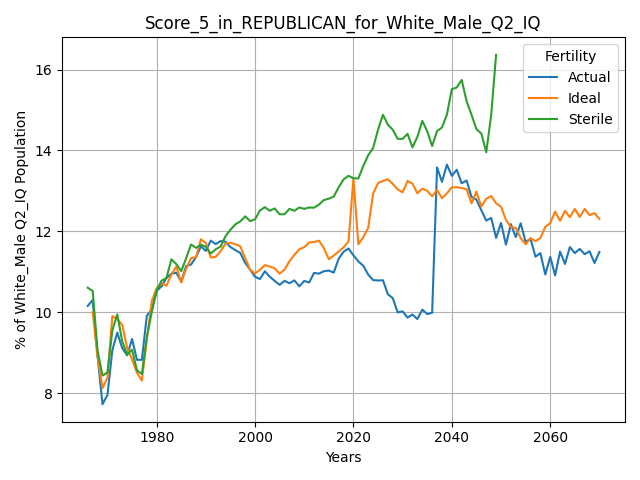 Score_5_in_REPUBLICAN_for_White_Male_Q2_IQ
% of White_Male Q2_IQ Population
16
14
12
10
8
Fertility
Actual
Ideal
Sterile
1980
2000
2020
2040
2060
Years